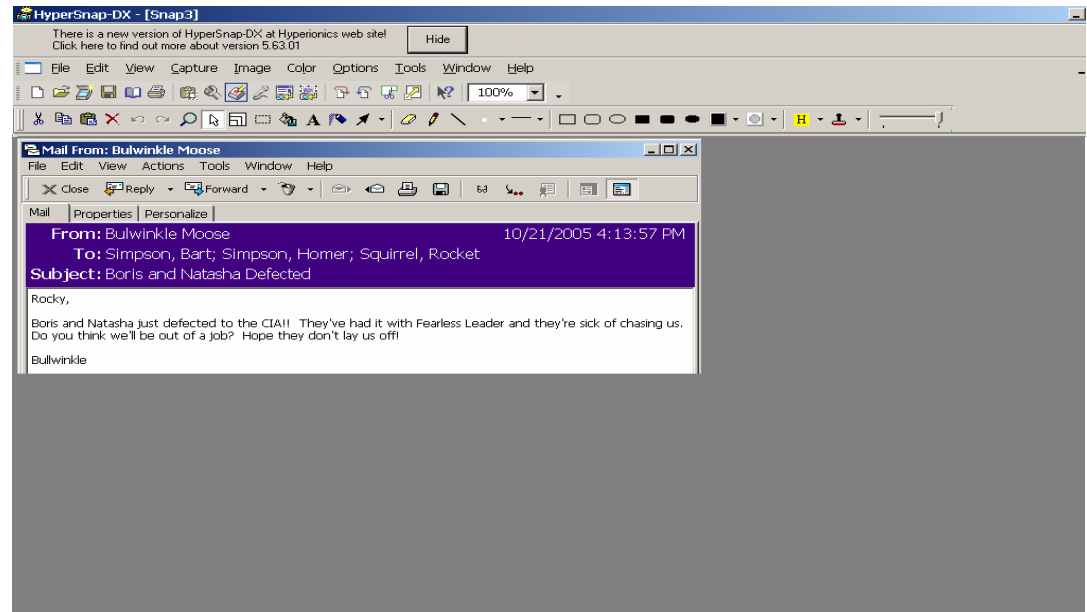 HyperSnap-DX - [Snap3]
There is a new version of HyperSnap-DX at Hyperionics web site!
Click here to find out more about version 5.63.01
Hide
File Edit View Capture Image Color Options Tools Window Help
100%
A H
Mail From: Bulwinkle Moose
File Edit View Actions Tools Window Help
Close Reply Forward
Mail Properties Personalize
From: Bulwinkle Moose 10/21/2005 4:13:57 PM
To: Simpson, Bart; Simpson, Homer; Squirrel, Rocket
Subject: Boris and Natasha Defected
Rocky,
Boris and Natasha just defected to the CIA!! They've had it with Fearless Leader and they're sick of chasing us.
Do you think we'll be out of a job? Hope they don't lay us off!
Bullwinkle